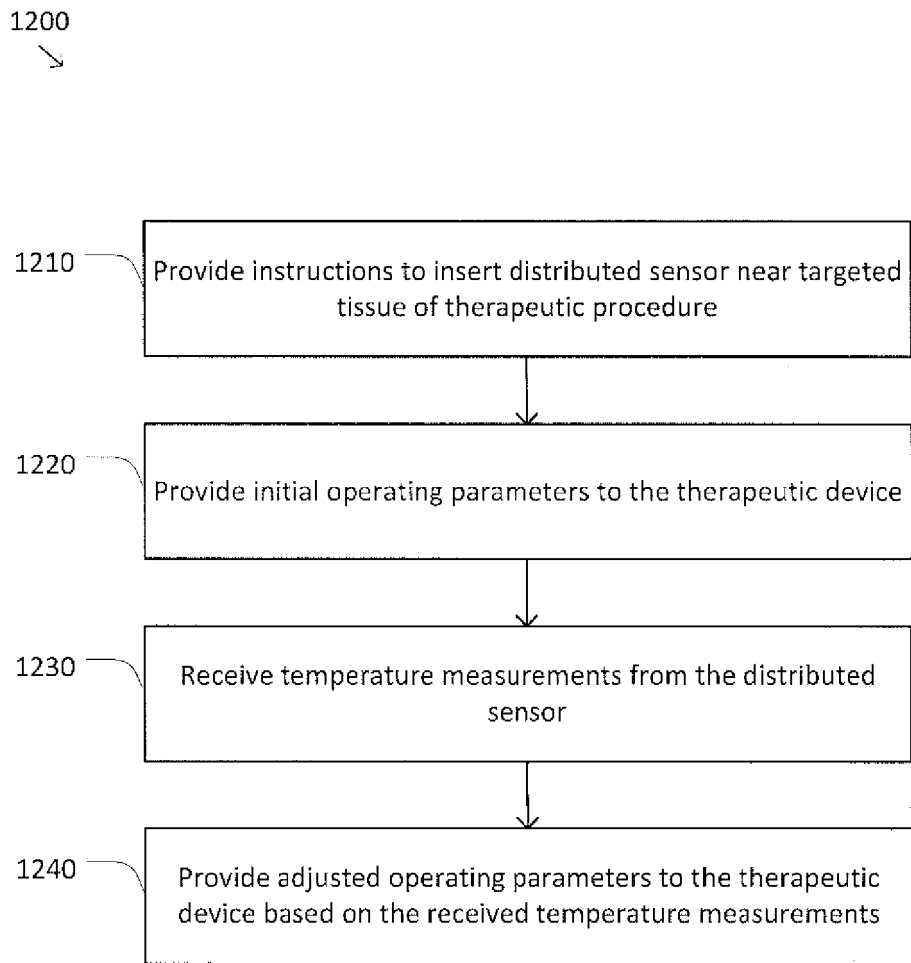 1200
1210
Provide instructions to insert distributed sensor near targeted
tissue of therapeutic procedure
1220
Provide initial operating parameters to the therapeutic device
1230
Receive temperature measurements from the distributed
sensor
1240
Provide adjusted operating parameters to the therapeutic
device based on the received temperature measurements